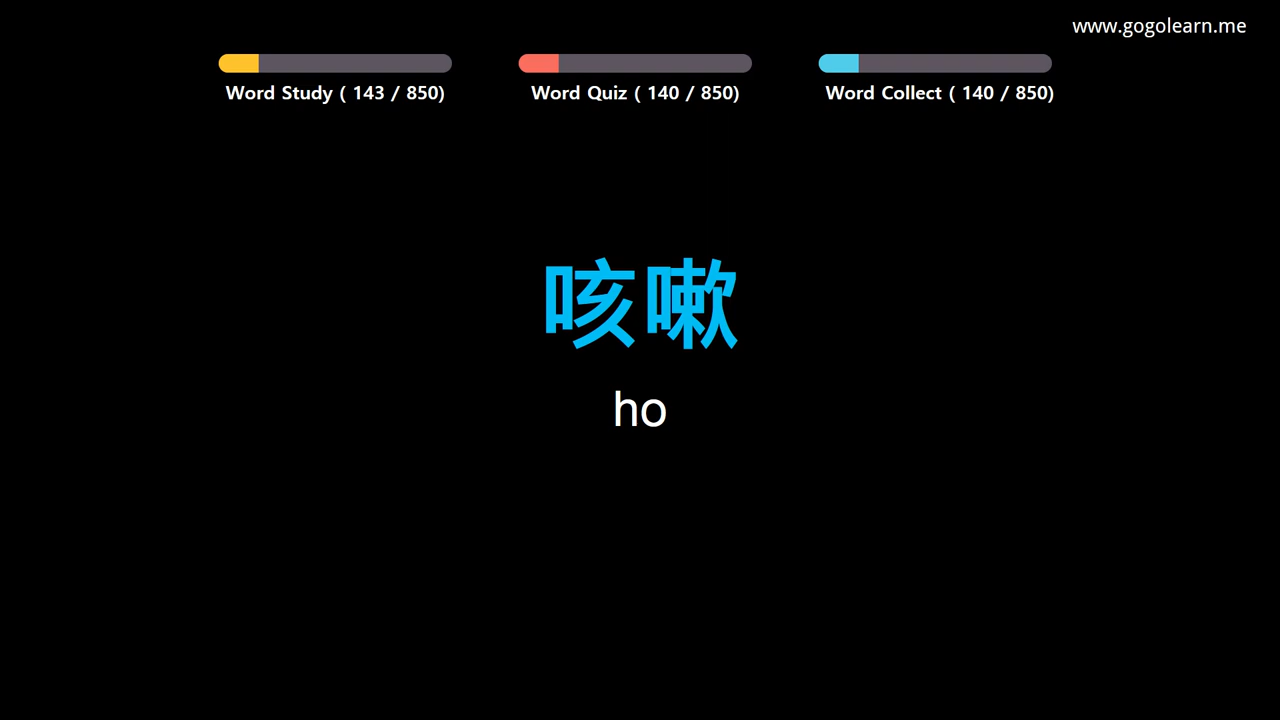 www.gogolearn.me
Word Study ( 143 / 850)
Word Quiz ( 140 / 850)
Word Collect ( 140 / 850)
咳嗽
ho